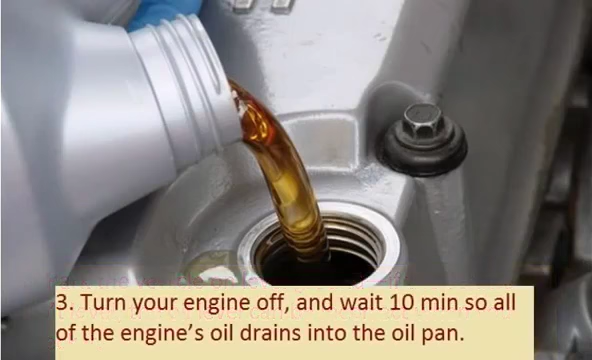 3. Turn your engine off, and wait 10 min so all
of the engine’s oil drains into the oil pan.